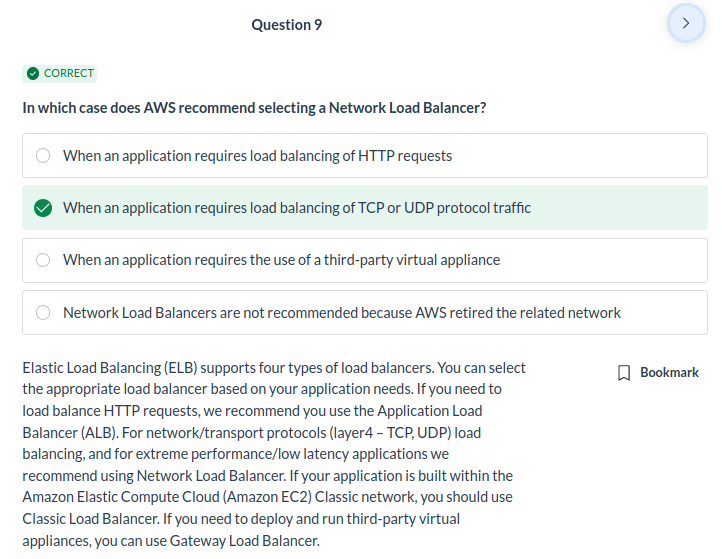 Question 9
CORRECT
In which case does AWS recommend selecting a Network Load Balancer?
When an application requires load balancing of HTTP requests
When an application requires load balancing of TCP or UDP protocol traffic
When an application requires the use of a third-party virtual appliance
Network Load Balancers are not recommended because AWS retired the related network
Elastic Load Balancing (ELB) supports four types of load balancers. You can select
the appropriate load balancer based on your application needs. If you need to
load balance HTTP requests, we recommend you use the Application Load
Balancer (ALB). For network/transport protocols (layer4 – TCP, UDP) load
balancing, and for extreme performance/low latency applications we
recommend using Network Load Balancer. If your application is built within the
Amazon Elastic Compute Cloud (Amazon EC2) Classic network, you should use
Classic Load Balancer. If you need to deploy and run third-party virtual
appliances, you can use Gateway Load Balancer.
Bookmark